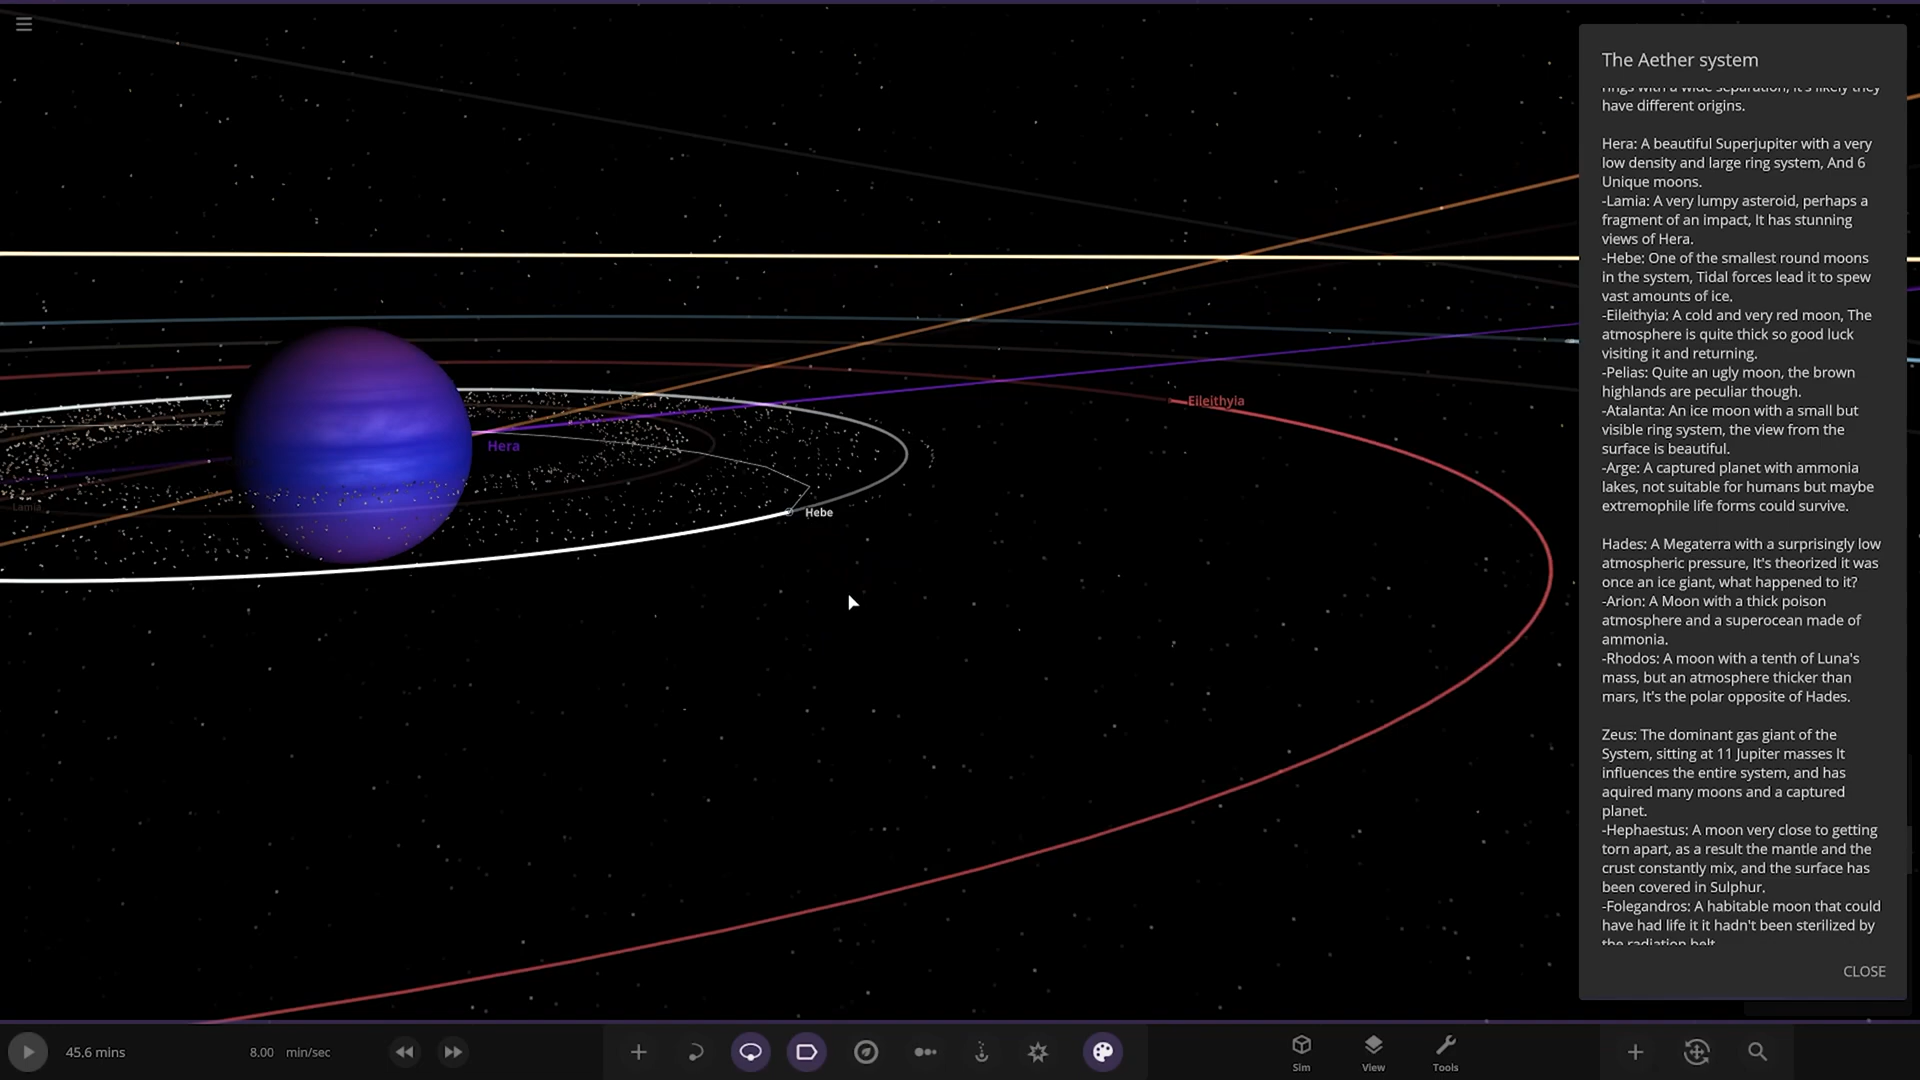 The Aether system
rings with a wide separation, it's likely they
have different origins.
Hera: A beautiful Superjupiter with a very
low density and large ring system, And 6
Unique moons.
-Lamia: A very lumpy asteroid, perhaps a
fragment of an impact, It has stunning
views of Hera.
-Hebe: One of the smallest round moons
in the system, Tidal forces lead it to spew
vast amounts of ice.
-Eileithyia: A cold and very red moon, The
atmosphere is quite thick so good luck
visiting it and returning.
-Pelias: Quite an ugly moon, the brown
highlands are peculiar though.
-Atalanta: An ice moon with a small but
visible ring system, the view from the
surface is beautiful.
-Arge: A captured planet with ammonia
lakes, not suitable for humans but maybe
extremophile life forms could survive.
Hades: A Megaterra with a surprisingly low
atmospheric pressure, It's theorized it was
once an ice giant, what happened to it?
-Arion: A Moon with a thick poison
atmosphere and a superocean made of
ammonia.
-Rhodos: A moon with a tenth of Luna's
mass, but an atmosphere thicker than
mars, It's the polar opposite of Hades.
Zeus: The dominant gas giant of the
System, sitting at 11 Jupiter masses It
influences the entire system, and has
aquired many moons and a captured
planet.
-Hephaestus: A moon very close to getting
torn apart, as a result the mantle and the
crust constantly mix, and the surface has
been covered in Sulphur.
-Folegandros: A habitable moon that could
have had life it it hadn't been sterilized by
the radiation belt
CLOSE
Eileithyia
Hera
Lamia
Hebe
45.6 mins
8.00 min/sec
Sim
View
Tools